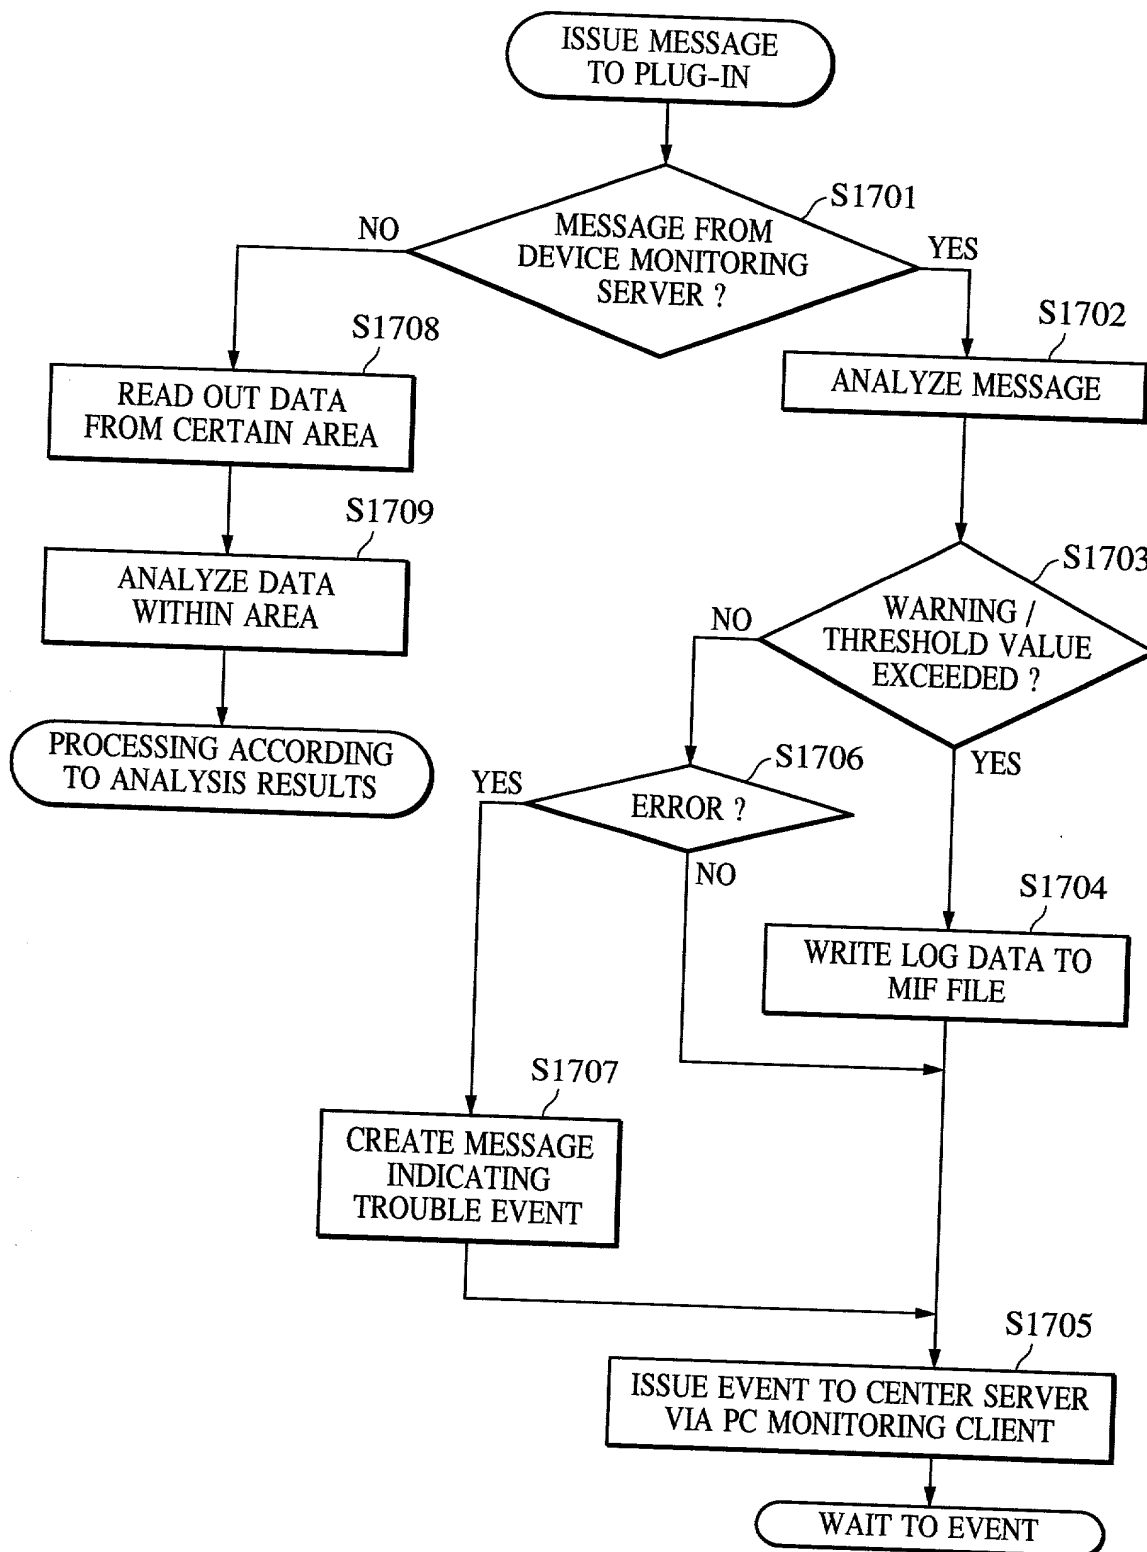 ISSUE MESSAGE
TO PLUG-IN
S1701
NO
MESSAGE FROM
DEVICE MONITORING
SERVER ?
YES
S1708
READ OUT DATA
FROM CERTAIN AREA
S1702
ANALYZE MESSAGE
S1709
ANALYZE DATA
WITHIN AREA
S1703
NO
WARNING /
THRESHOLD VALUE
EXCEEDED ?
PROCESSING ACCORDING
TO ANALYSIS RESULTS
YES
S1706
YES
ERROR ?
NO
S1704
WRITE LOG DATA TO
MIF FILE
S1707
CREATE MESSAGE
INDICATING
TROUBLE EVENT
S1705
ISSUE EVENT TO CENTER SERVER
VIA PC MONITORING CLIENT
WAIT TO EVENT